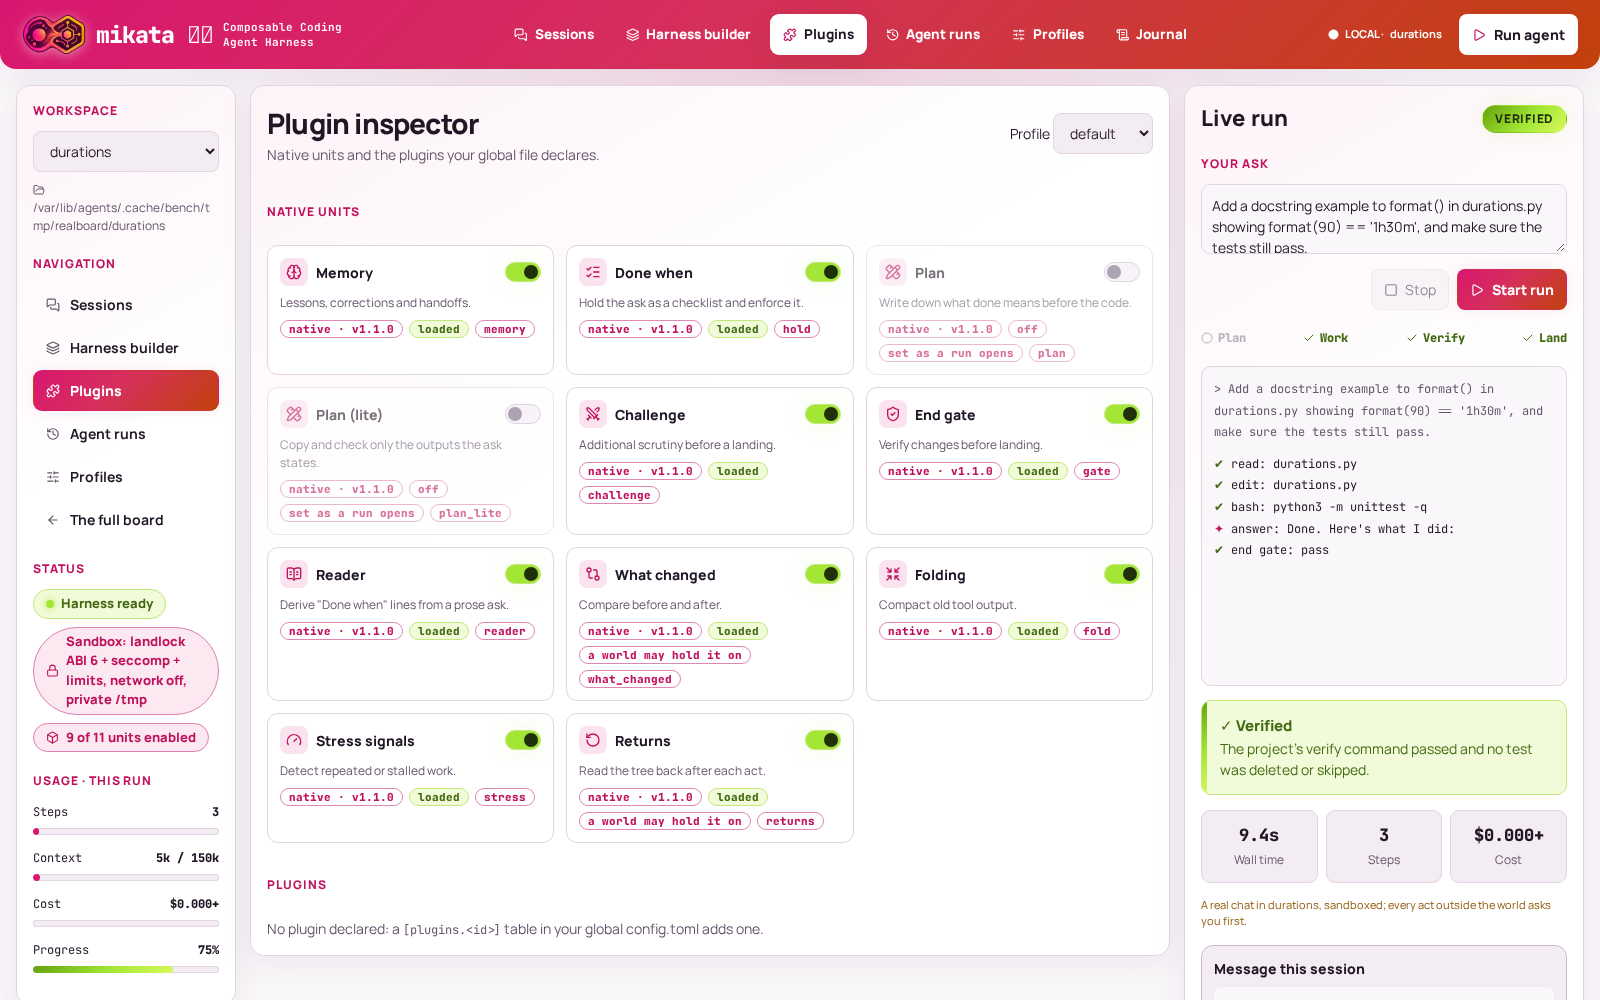 mikata
Composable Coding
Agent Harness
Sessions
Harness builder
Plugins
Agent runs
Profiles
Journal
LOCAL · durations
Run agent
WORKSPACE
durations
/var/lib/agents/.cache/bench/t
mp/realboard/durations
NAVIGATION
Sessions
Harness builder
Plugins
Agent runs
Profiles
The full board
STATUS
Harness ready
Sandbox: landlock
ABI 6 + seccomp +
limits, network off,
private /tmp
9 of 11 units enabled
USAGE · THIS RUN
Steps 3
Context 5k / 150k
Cost $0.000+
Progress 75%
Plugin inspector
Native units and the plugins your global file declares.
Profile default
NATIVE UNITS
Memory
Lessons, corrections and handoffs.
native · v1.1.0 loaded memory
Done when
Hold the ask as a checklist and enforce it.
native · v1.1.0 loaded hold
Plan
Write down what done means before the code.
native · v1.1.0 off
set as a run opens plan
Plan (lite)
Copy and check only the outputs the ask
states.
native · v1.1.0 off
set as a run opens plan_lite
Challenge
Additional scrutiny before a landing.
native · v1.1.0 loaded
challenge
End gate
Verify changes before landing.
native · v1.1.0 loaded gate
Reader
Derive "Done when" lines from a prose ask.
native · v1.1.0 loaded reader
What changed
Compare before and after.
native · v1.1.0 loaded
a world may hold it on
what_changed
Folding
Compact old tool output.
native · v1.1.0 loaded fold
Stress signals
Detect repeated or stalled work.
native · v1.1.0 loaded stress
Returns
Read the tree back after each act.
native · v1.1.0 loaded
a world may hold it on returns
PLUGINS
No plugin declared: a [plugins.<id>] table in your global config.toml adds one.
Live run
VERIFIED
YOUR ASK
Add a docstring example to format() in durations.py
showing format(90) == '1h30m', and make sure the
tests still pass.
Stop
Start run
Plan ✓ Work ✓ Verify ✓ Land
> Add a docstring example to format() in
durations.py showing format(90) == '1h30m', and
make sure the tests still pass.
✔ read: durations.py
✔ edit: durations.py
✔ bash: python3 -m unittest -q
✦ answer: Done. Here's what I did:
✔ end gate: pass
✓ Verified
The project's verify command passed and no test
was deleted or skipped.
9.4s
Wall time
3
Steps
$0.000+
Cost
A real chat in durations, sandboxed; every act outside the world asks
you first.
Message this session